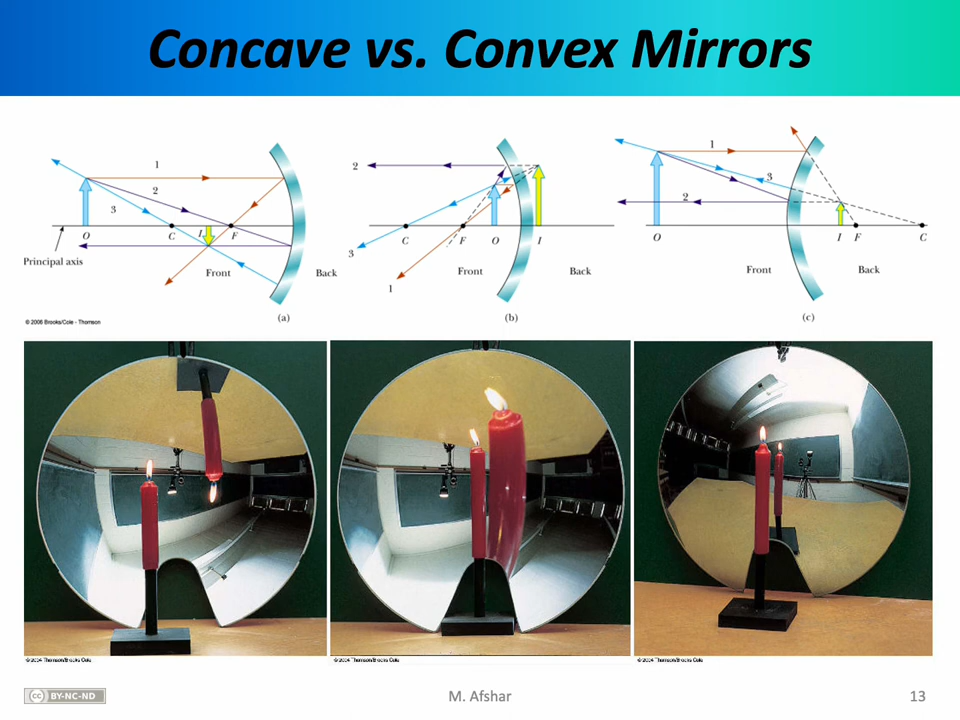 Concave vs. Convex Mirrors
1
2
3
O
C
I
F
Principal axis
Front
Back
(a)
2
3
1
C
F
O
I
Front
Back
(b)
1
2
3
O
I
F
C
Front
Back
(c)
© 2006 Brooks/Cole - Thomson
© 2004 Thomson/Brooks Cole
© 2004 Thomson/Brooks Cole
© 2004 Thomson/Brooks Cole
cc BY-NC-ND
M. Afshar
13